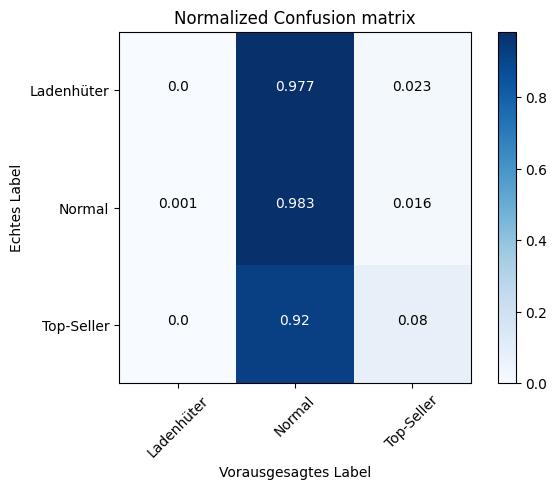 Normalized Confusion matrix
Echtes Label
Ladenhüter 0.0 0.977 0.023
Normal 0.001 0.983 0.016
Top-Seller 0.0 0.92 0.08
Ladenhüter Normal Top-Seller
Vorausgesagtes Label
0.8
0.6
0.4
0.2
0.0